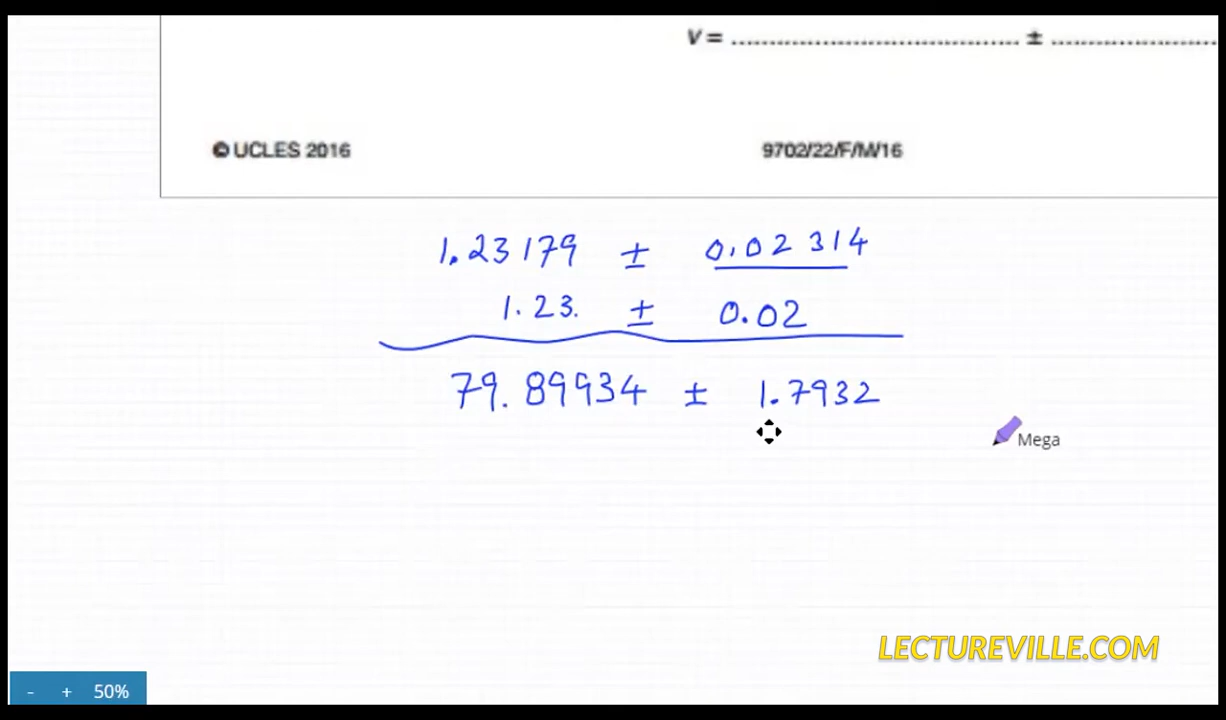 V = ........................................ ± .......................
© UCLES 2016 9702/22/F/M/16
1.23179 ± 0.02314
1.23. ± 0.02
79.89934 ± 1.7932
Mega
LECTUREVILLE.COM
- + 50%